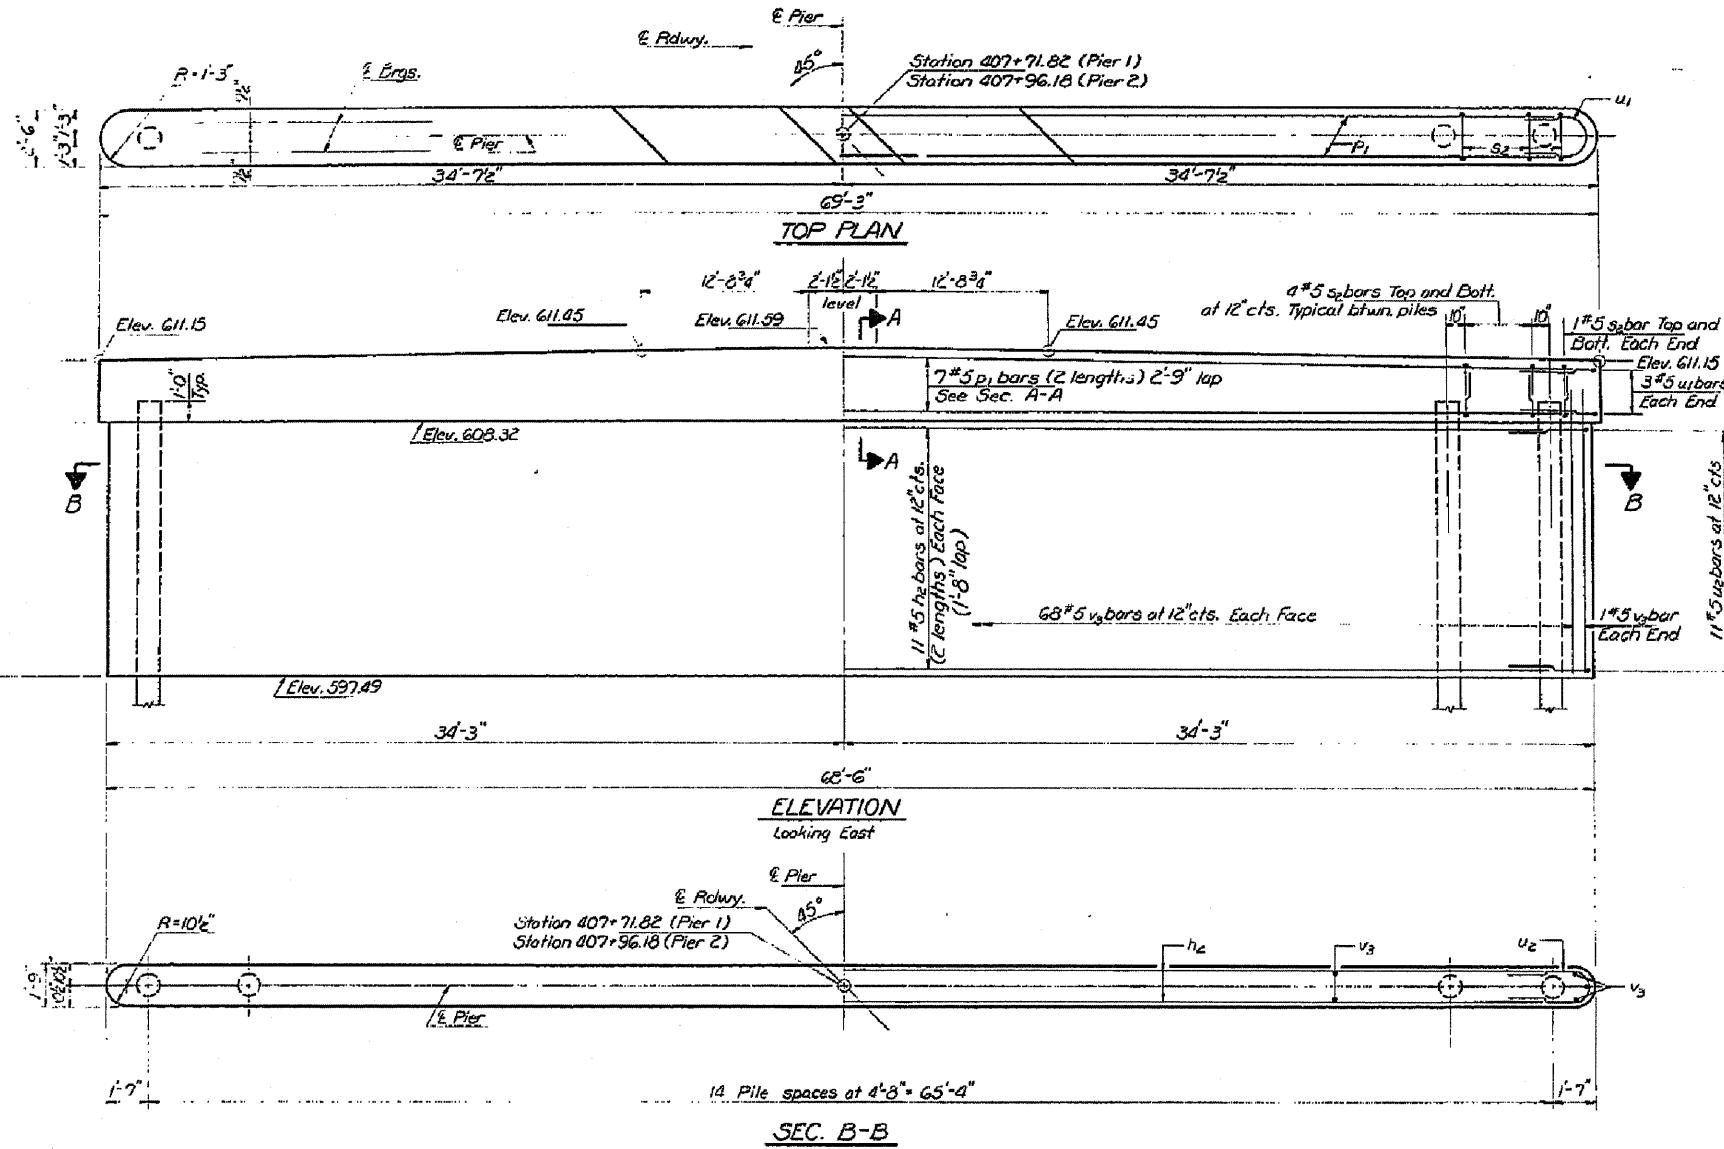 ℄ Pier
℄ Rdwy.
45°
Station 407+71.82 (Pier 1)
Station 407+96.18 (Pier 2)
R=1'-3"
℄ Brgs.
u1
2'-6"
1'-3" 1'-3"
7½"
7½"
℄ Pier
p1
s2
34'-7½"
34'-7½"
69'-3"
TOP PLAN
12'-8¾"
2'-1½" 2'-1½"
12'-8¾"
level
4 #5 s2 bars Top and Bott.
at 12" cts. Typical btwn. piles
10"
10"
1 #5 s2 bar Top and
Bott. Each End
Elev. 611.15
Elev. 611.45
Elev. 611.59
A
Elev. 611.45
Elev. 611.15
1'-0"
Typ.
7 #5 p1 bars (2 lengths) 2'-9" lap
See Sec. A-A
3 #5 u1 bars
Each End
Elev. 608.32
A
B
B
11 #5 h2 bars at 12" cts.
(2 lengths) Each Face
(1'-8" lap)
11 #5 u2 bars at 12" cts
68 #5 v3 bars at 12" cts. Each Face
1 #5 v3 bar
Each End
Elev. 597.49
34'-3"
34'-3"
68'-6"
ELEVATION
Looking East
℄ Pier
℄ Rdwy.
45°
Station 407+71.82 (Pier 1)
Station 407+96.18 (Pier 2)
R=10½"
h2
v3
u2
1'-9"
10½" 10½"
v3
℄ Pier
1'-7"
14 Pile spaces at 4'-8" = 65'-4"
1'-7"
SEC. B-B